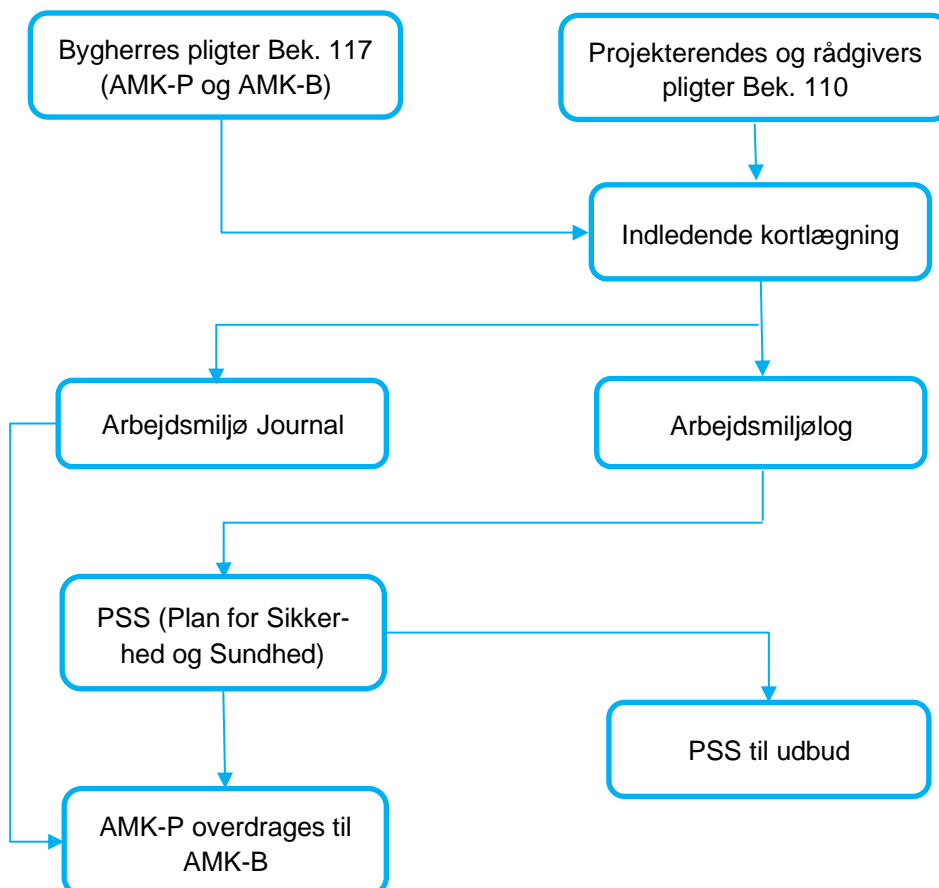 Bygherres pligter Bek. 117
(AMK-P og AMK-B)
Projekterendes og rådgivers
pligter Bek. 110
Indledende kortlægning
Arbejdsmiljø Journal
Arbejdsmiljølog
PSS (Plan for Sikker-
hed og Sundhed)
PSS til udbud
AMK-P overdrages til
AMK-B